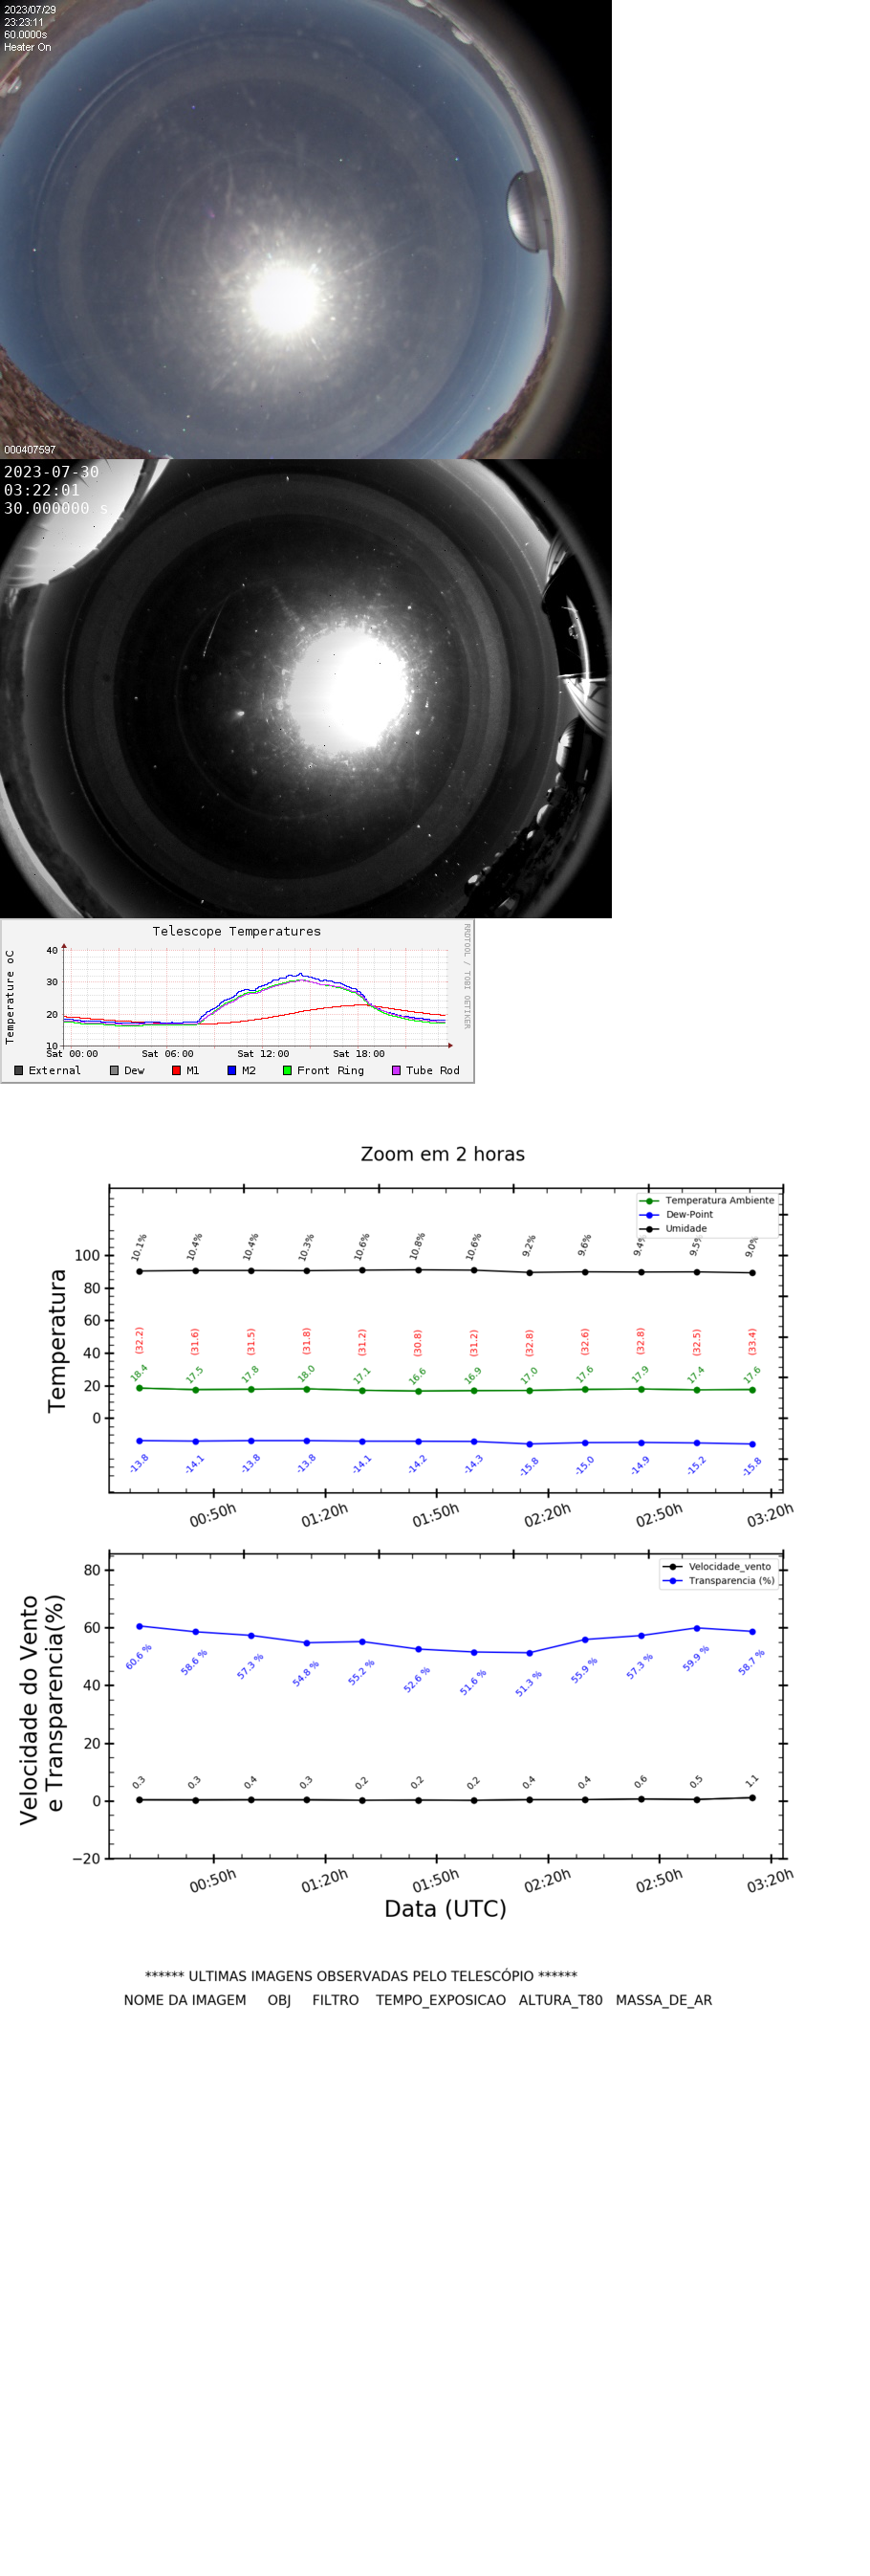 2023/07/29
23:23:11
60.0000s
Heater On
000407597
2023-07-30
03:22:01
30.000000 s
Telescope Temperatures
RRDTOOL / TOBI OETIKER
Temperature oC
40
30
20
10
Sat 00:00 Sat 06:00 Sat 12:00 Sat 18:00
External Dew M1 M2 Front Ring Tube Rod
Zoom em 2 horas
Temperatura Ambiente
Dew-Point
Umidade
Temperatura
100
80
60
40
20
0
10.1% 10.4% 10.4% 10.3% 10.6% 10.8% 10.6% 9.2% 9.6% 9.4% 9.5% 9.0%
(32.2) (31.6) (31.5) (31.8) (31.2) (30.8) (31.2) (32.8) (32.6) (32.8) (32.5) (33.4)
18.4 17.5 17.8 18.0 17.1 16.6 16.9 17.0 17.6 17.9 17.4 17.6
-13.8 -14.1 -13.8 -13.8 -14.1 -14.2 -14.3 -15.8 -15.0 -14.9 -15.2 -15.8
00:50h 01:20h 01:50h 02:20h 02:50h 03:20h
Velocidade_vento
Transparencia (%)
Velocidade do Vento
e Transparencia(%)
80
60
40
20
0
−20
60.6 % 58.6 % 57.3 % 54.8 % 55.2 % 52.6 % 51.6 % 51.3 % 55.9 % 57.3 % 59.9 % 58.7 %
0.3 0.3 0.4 0.3 0.2 0.2 0.2 0.4 0.4 0.6 0.5 1.1
00:50h 01:20h 01:50h 02:20h 02:50h 03:20h
Data (UTC)
****** ULTIMAS IMAGENS OBSERVADAS PELO TELESCÓPIO ******
NOME DA IMAGEM OBJ FILTRO TEMPO_EXPOSICAO ALTURA_T80 MASSA_DE_AR